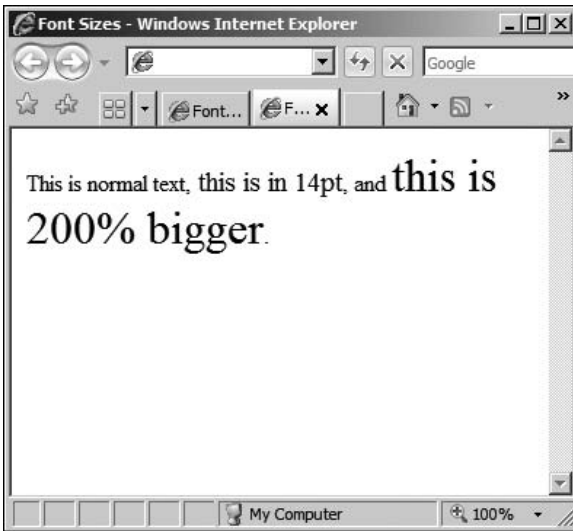 Font Sizes - Windows Internet Explorer
Google
Font... F...
This is normal text, this is in 14pt, and this is
200% bigger.
My Computer 100%